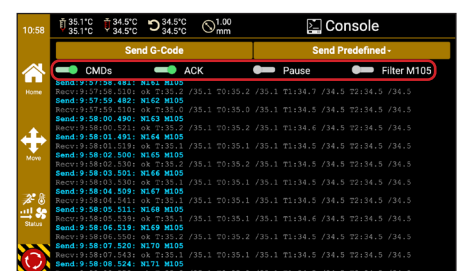 10:58
35.1°C
35.1°C
34.5°C
34.5°C
34.5°C
34.5°C
1.00
mm
Console
Send G-Code
Send Predefined -
CMDs
ACK
Pause
Filter M105
Home
Move
Status
Send:9:57:58.481: N161 M105
Recv:9:57:58.510: ok T:35.2 /35.1 T0:35.2 /35.1 T1:34.7 /34.5 T2:34.5 /34.5
Send:9:57:59.482: N162 M105
Recv:9:57:59.510: ok T:35.0 /35.1 T0:35.0 /35.1 T1:34.5 /34.5 T2:34.5 /34.5
Send:9:58:00.490: N163 M105
Recv:9:58:00.521: ok T:35.2 /35.1 T0:35.2 /35.1 T1:34.6 /34.5 T2:34.5 /34.5
Send:9:58:01.491: N164 M105
Recv:9:58:01.519: ok T:35.1 /35.1 T0:35.1 /35.1 T1:34.5 /34.5 T2:34.5 /34.5
Send:9:58:02.500: N165 M105
Recv:9:58:02.530: ok T:35.2 /35.1 T0:35.2 /35.1 T1:34.5 /34.5 T2:34.5 /34.5
Send:9:58:03.501: N166 M105
Recv:9:58:03.530: ok T:35.1 /35.1 T0:35.1 /35.1 T1:34.5 /34.5 T2:34.5 /34.5
Send:9:58:04.509: N167 M105
Recv:9:58:04.541: ok T:35.1 /35.1 T0:35.1 /35.1 T1:34.5 /34.5 T2:34.5 /34.5
Send:9:58:05.511: N168 M105
Recv:9:58:05.539: ok T:35.1 /35.1 T0:35.1 /35.1 T1:34.6 /34.5 T2:34.5 /34.5
Send:9:58:06.519: N169 M105
Recv:9:58:06.550: ok T:35.2 /35.1 T0:35.2 /35.1 T1:34.5 /34.5 T2:34.5 /34.5
Send:9:58:07.520: N170 M105
Recv:9:58:07.543: ok T:35.1 /35.1 T0:35.1 /35.1 T1:34.5 /34.5 T2:34.5 /34.5
Send:9:58:08.524: N171 M105